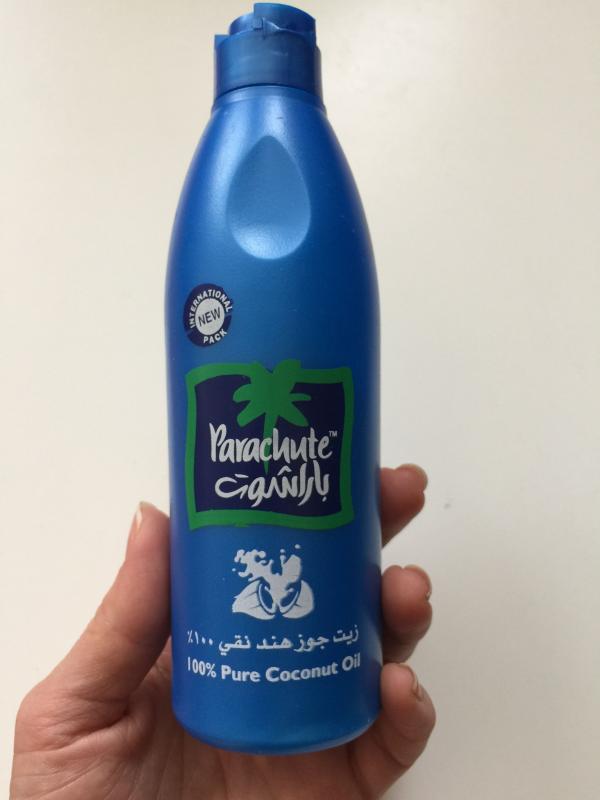 INTERNATIONAL
NEW
PACK
Parachute™
باراشوت
زيت جوز هند نقي ١٠٠٪
100% Pure Coconut Oil